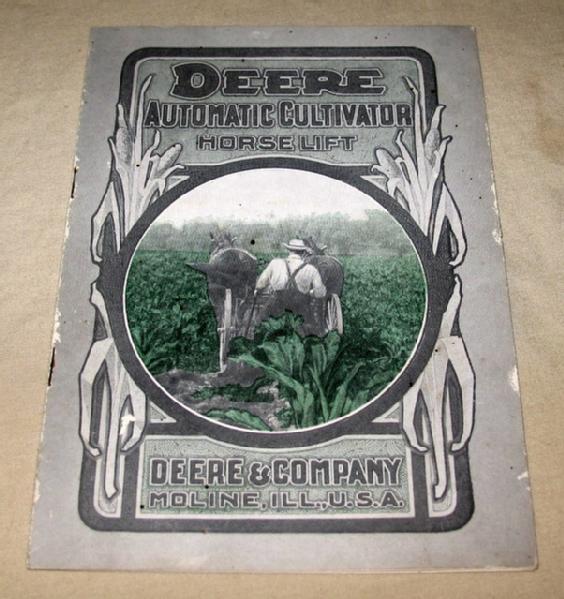 DEERE
AUTOMATIC CULTIVATOR
HORSE LIFT
DEERE & COMPANY
MOLINE, ILL., U.S.A.